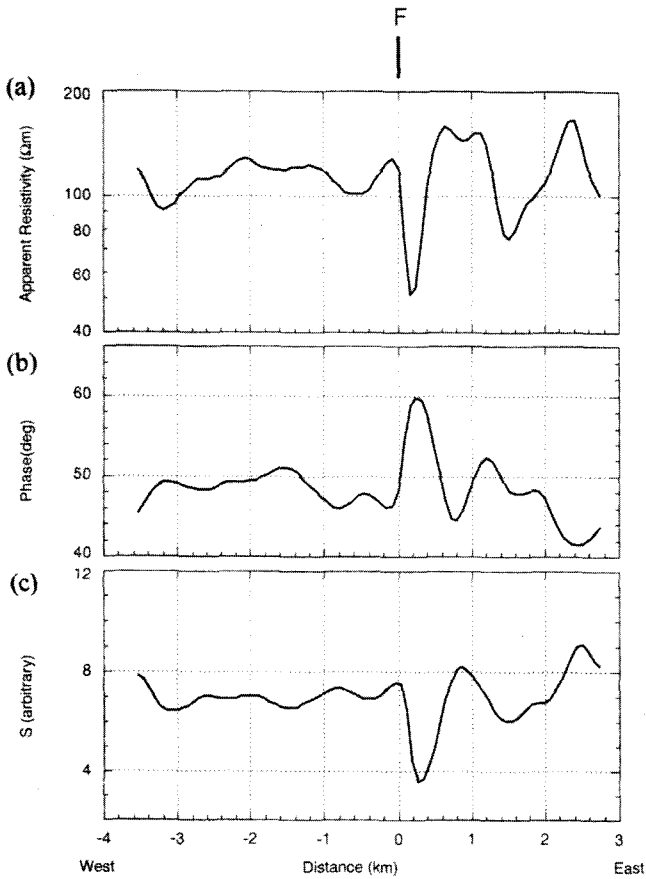 F
(a)
200
100
80
60
40
Apparent Resistivity (Ωm)
(b)
60
50
40
Phase(deg)
(c)
12
8
4
S (arbitrary)
-4 -3 -2 -1 0 1 2 3
West Distance (km) East